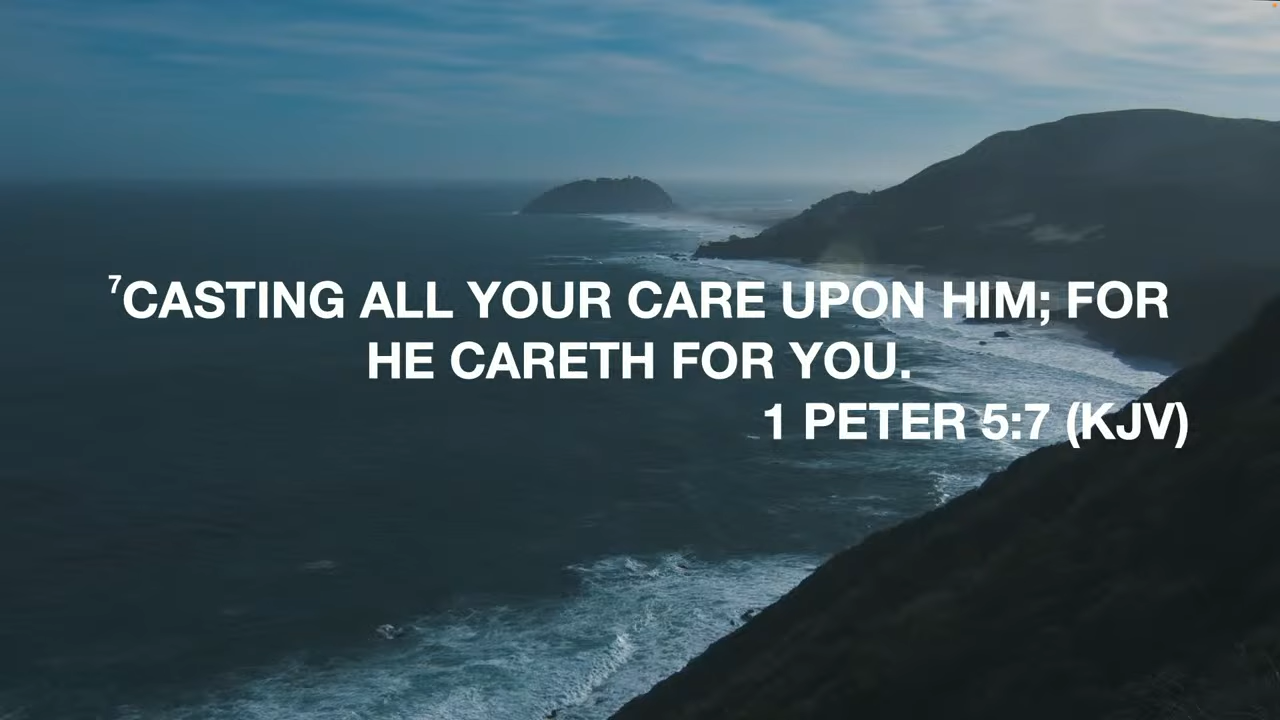 ⁷CASTING ALL YOUR CARE UPON HIM; FOR
HE CARETH FOR YOU.
1 PETER 5:7 (KJV)